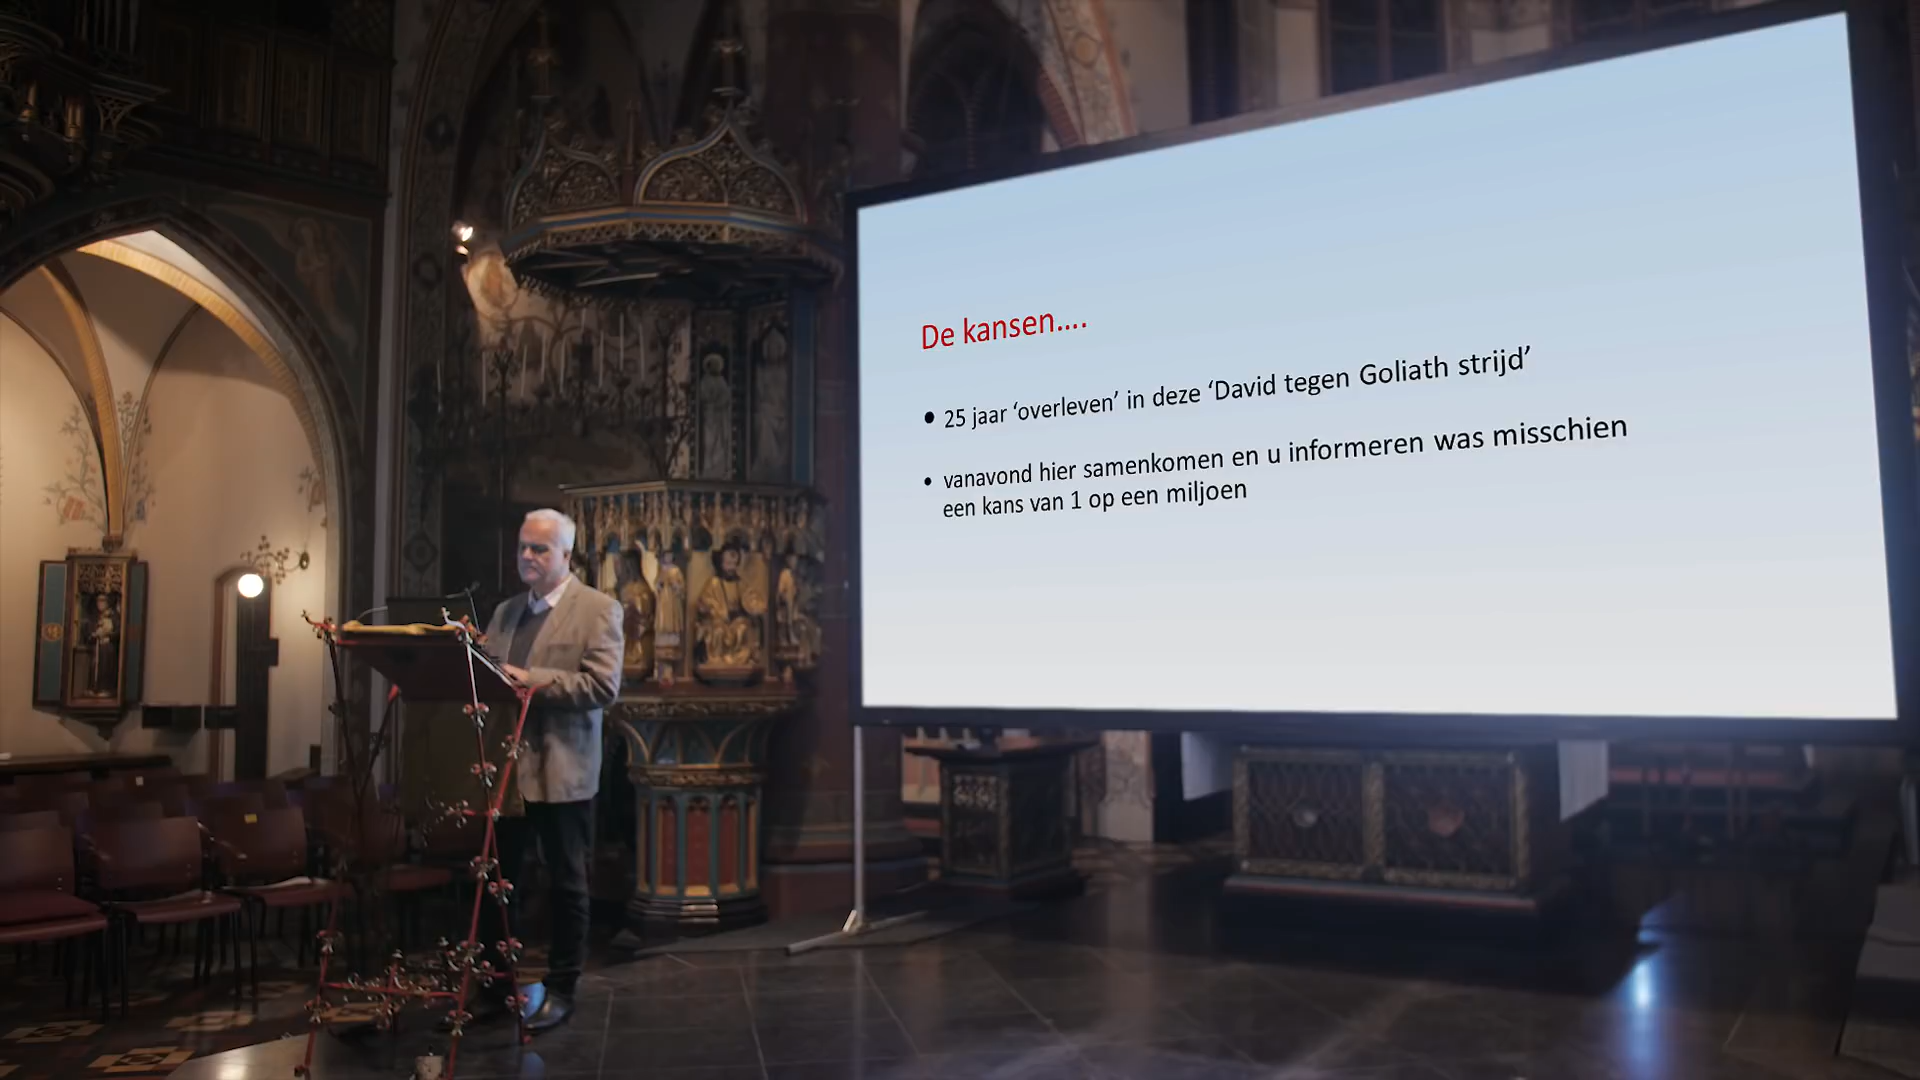 De kansen....
• 25 jaar ‘overleven’ in deze ‘David tegen Goliath strijd’
• vanavond hier samenkomen en u informeren was misschien
een kans van 1 op een miljoen